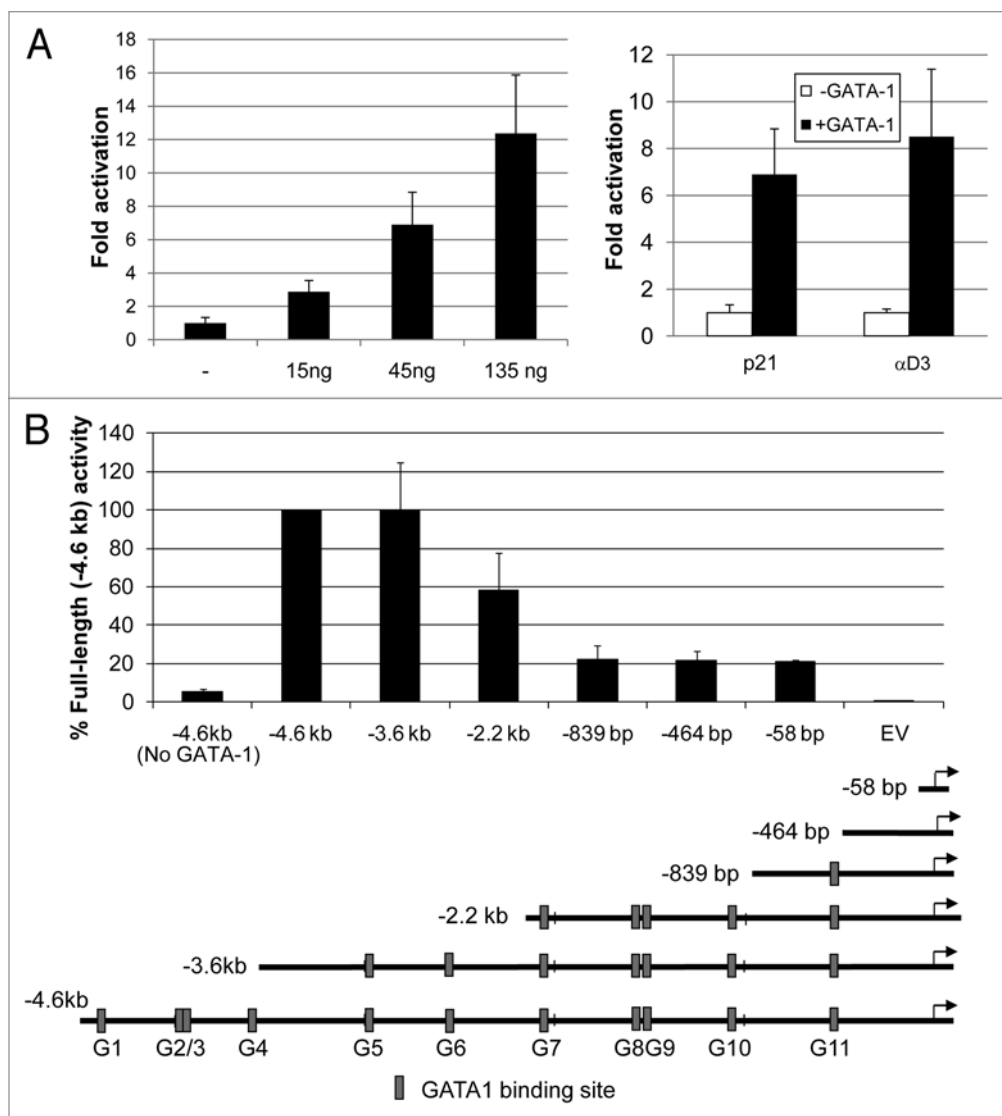 A
Fold activation
18
16
14
12
10
8
6
4
2
0
-
15ng
45ng
135 ng
Fold activation
12
10
8
6
4
2
0
-GATA-1
+GATA-1
p21
αD3
B
% Full-length (-4.6 kb) activity
140
120
100
80
60
40
20
0
-4.6kb
(No GATA-1)
-4.6 kb
-3.6 kb
-2.2 kb
-839 bp
-464 bp
-58 bp
EV
-58 bp
-464 bp
-839 bp
-2.2 kb
-3.6kb
-4.6kb
G1
G2/3
G4
G5
G6
G7
G8G9
G10
G11
GATA1 binding site